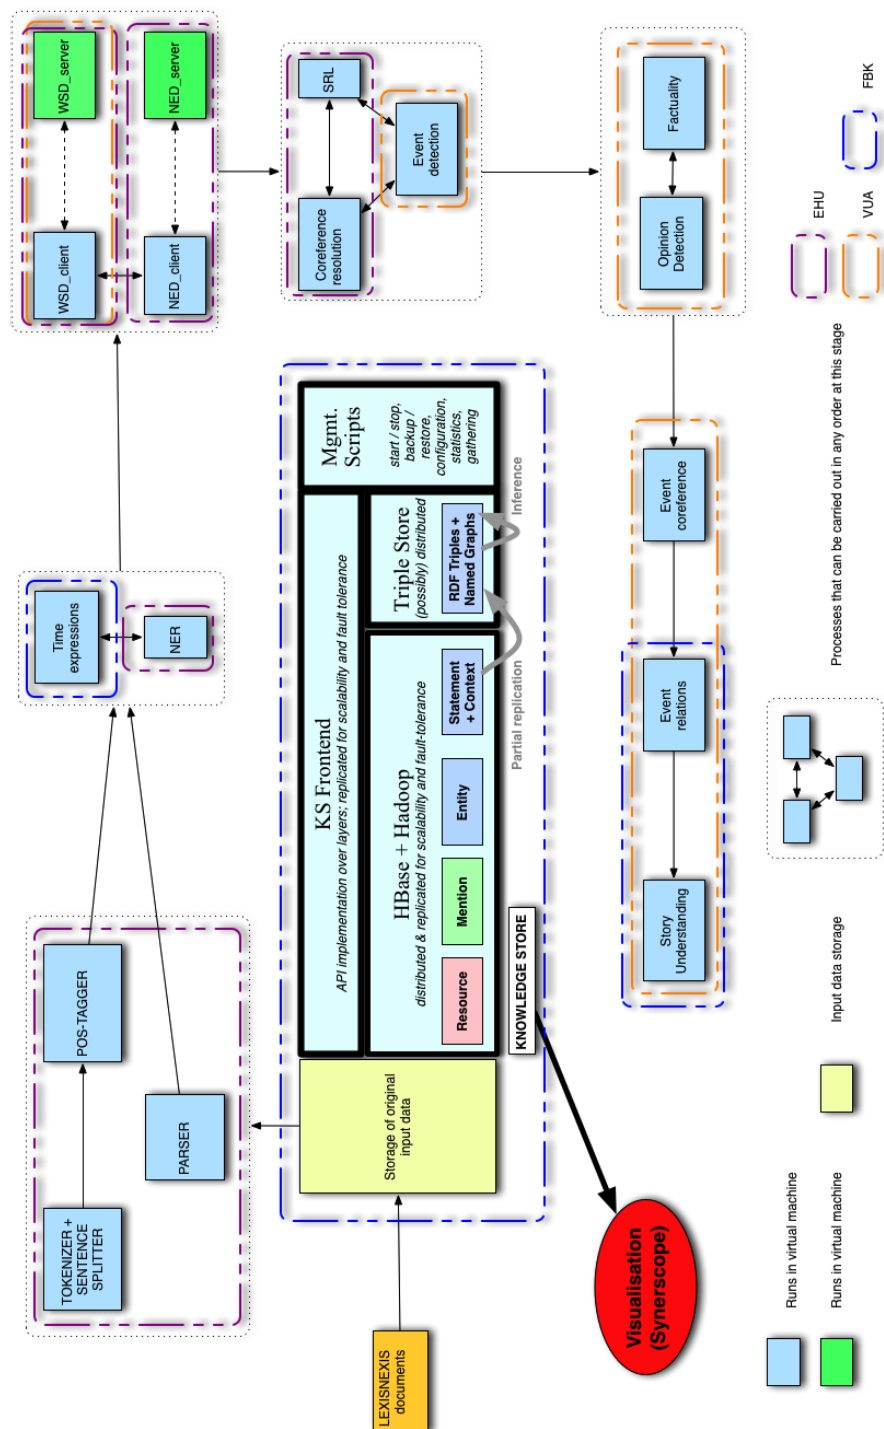 TOKENIZER +
SENTENCE
SPLITTER
POS-TAGGER
PARSER
Time
expressions
NER
WSD_client
WSD_server
NED_client
NED_server
LEXISNEXIS
documents
Storage of original
input data
KS Frontend
API implementation over layers; replicated for scalability and fault tolerance
HBase + Hadoop
distributed & replicated for scalability and fault-tolerance
Resource
Mention
Entity
Statement
+ Context
Triple Store
(possibly) distributed
RDF Triples +
Named Graphs
Mgmt.
Scripts
start / stop,
backup /
restore,
configuration,
statistics,
gathering
Partial replication
Inference
KNOWLEDGE STORE
Coreference
resolution
SRL
Event
detection
Visualisation
(Synerscope)
Story
Understanding
Event
relations
Event
coreference
Opinion
Detection
Factuality
Runs in virtual machine
Runs in virtual machine
Input data storage
Processes that can be carried out in any order at this stage
EHU
VUA
FBK